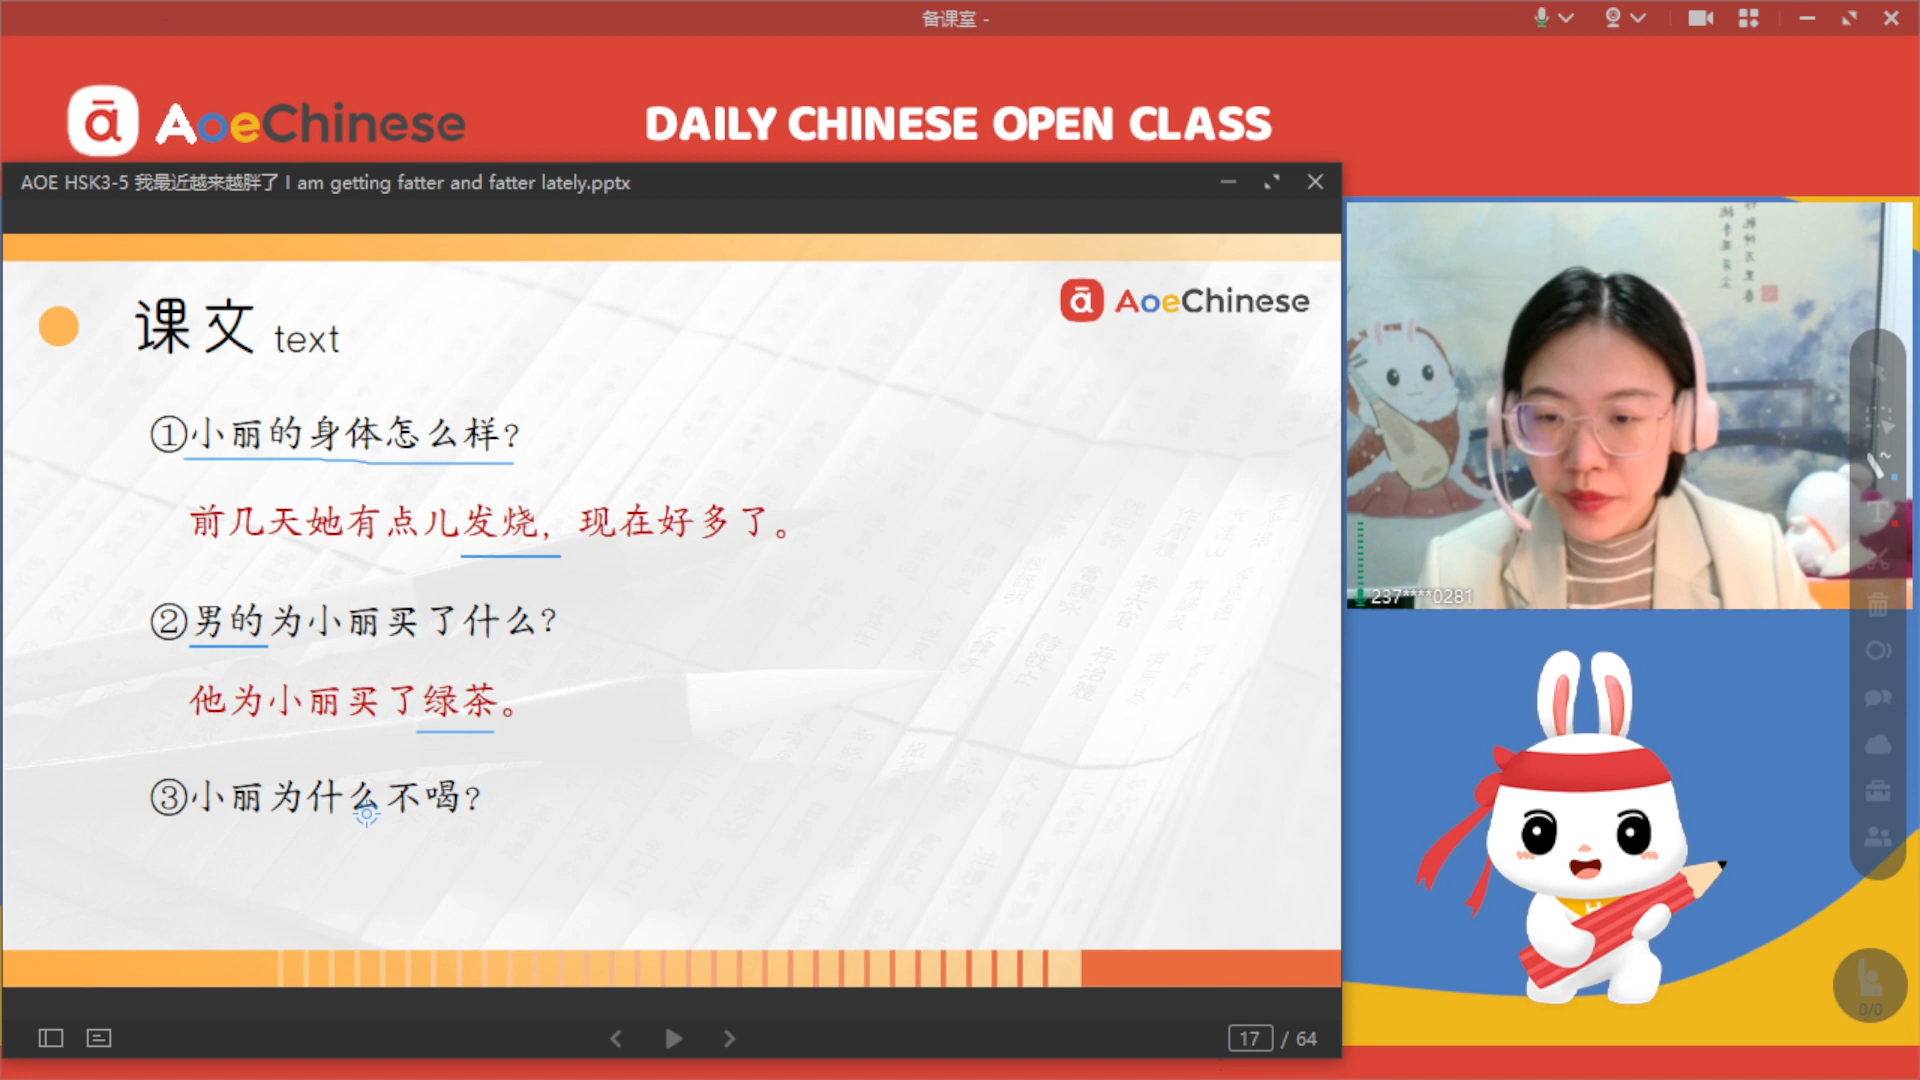 备课室 -
ā AoeChinese
DAILY CHINESE OPEN CLASS
AOE HSK3-5 我最近越来越胖了 I am getting fatter and fatter lately.pptx
ā AoeChinese
课文 text
①小丽的身体怎么样?
前几天她有点儿发烧，现在好多了。
②男的为小丽买了什么?
他为小丽买了绿茶。
③小丽为什么不喝?
237****0281
0/0
17 / 64